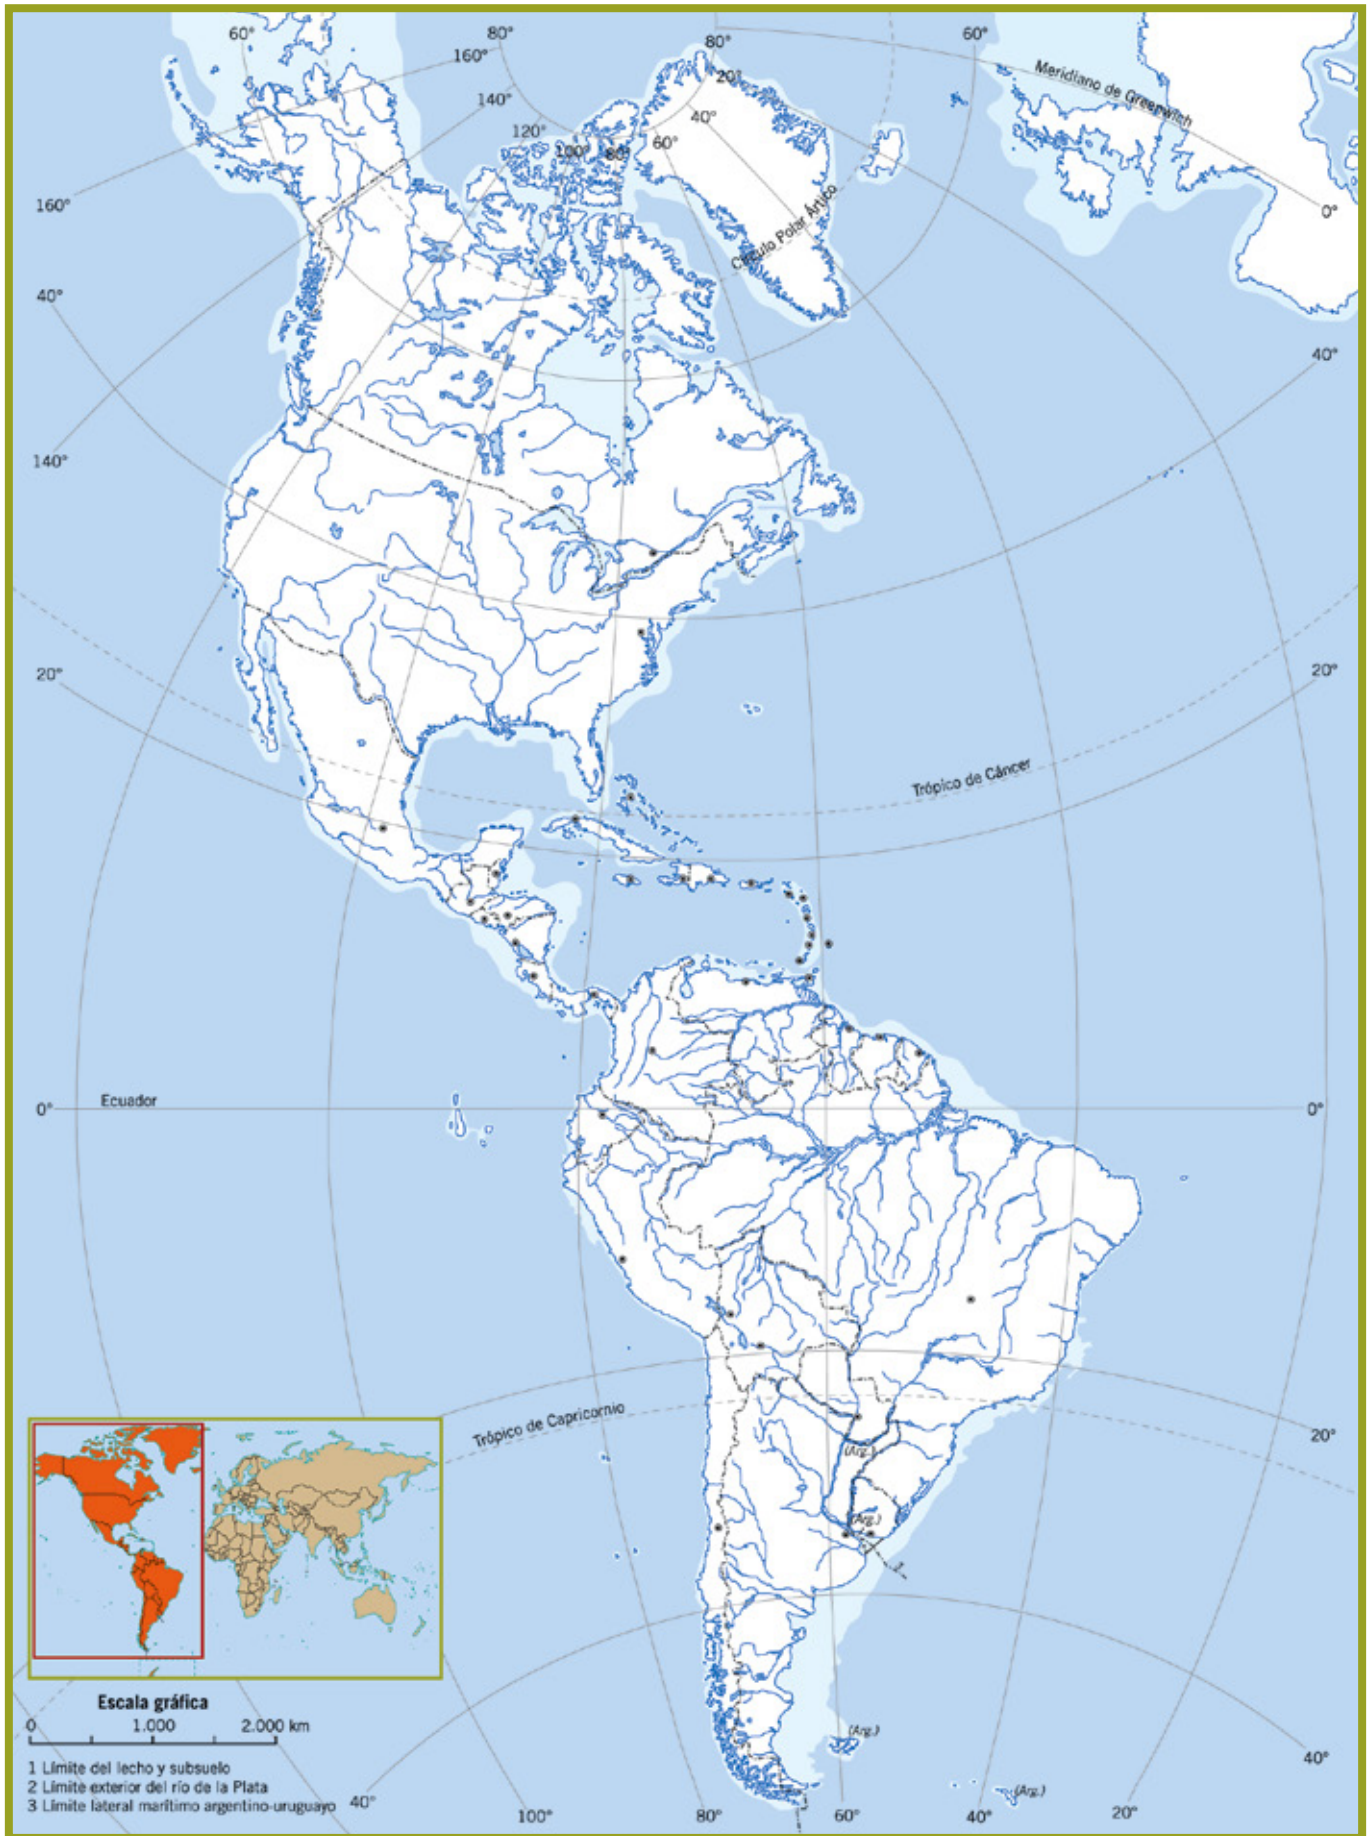 60°
80°
80°
60°
160°
20°
Meridiano de Greenwich
140°
40°
120°
60°
100°
80°
160°
0°
Círculo Polar Ártico
40°
40°
140°
20°
20°
Trópico de Cáncer
Ecuador
0°
0°
Trópico de Capricornio
20°
(Arg.)
(Arg.)
3
Escala gráfica
0 1.000 2.000 km
(Arg.)
40°
1 Límite del lecho y subsuelo
2 Límite exterior del río de la Plata
3 Límite lateral marítimo argentino-uruguayo
(Arg.)
40°
100°
80°
60°
40°
20°